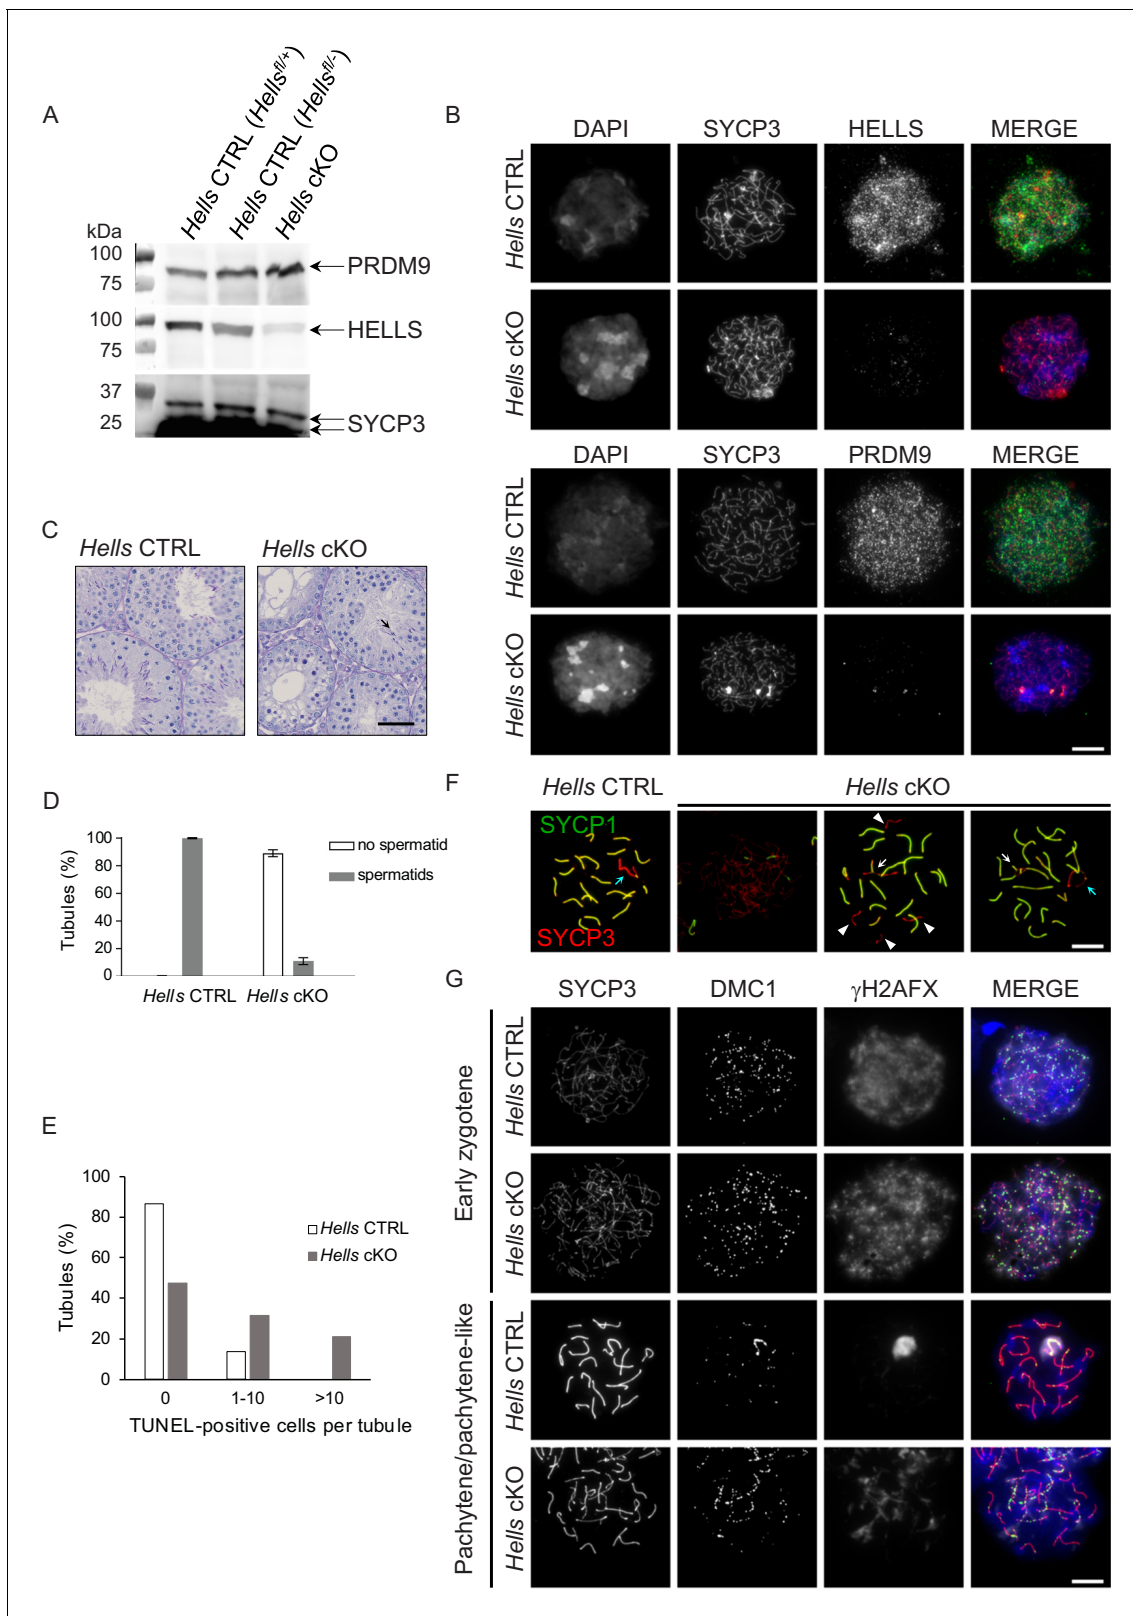 A
Hells CTRL (Hellsfl/+)
Hells CTRL (Hellsfl/-)
Hells cKO
kDa
100
75
PRDM9
100
75
HELLS
37
25
SYCP3
B
DAPI SYCP3 HELLS MERGE
Hells CTRL
Hells cKO
DAPI SYCP3 PRDM9 MERGE
Hells CTRL
Hells cKO
C
Hells CTRL Hells cKO
D
Tubules (%)
100
80
60
40
20
0
no spermatid
spermatids
Hells CTRL Hells cKO
E
Tubules (%)
100
80
60
40
20
0
Hells CTRL
Hells cKO
0 1-10 >10
TUNEL-positive cells per tubule
F
Hells CTRL Hells cKO
SYCP1
SYCP3
G
SYCP3 DMC1 γH2AFX MERGE
Early zygotene
Hells CTRL
Hells cKO
Pachytene/pachytene-like
Hells CTRL
Hells cKO